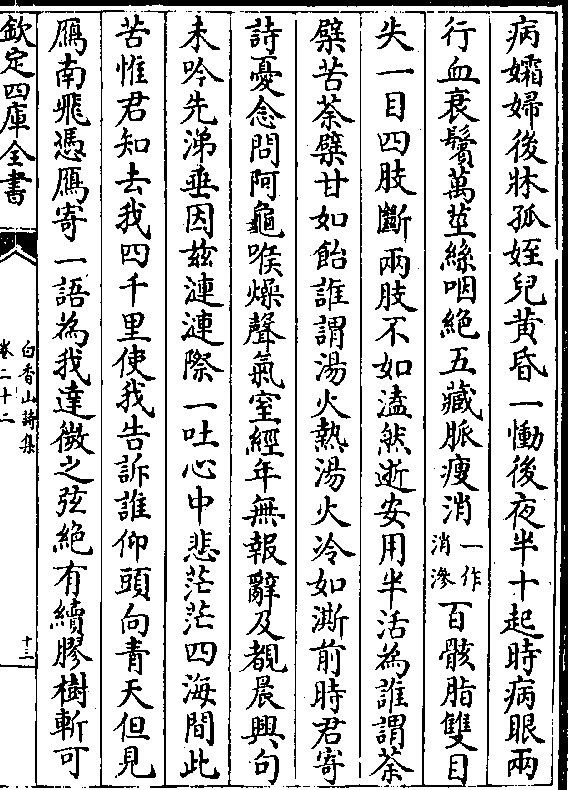 病孀婦後牀孤姪兒黃昏一慟後夜半十起時病眼兩
行血衰鬢萬莖絲咽絶五藏脈瘦消一作消滲百骸脂雙目
失一目四肢斷兩肢不如溘然逝安用半活為誰謂荼
檗苦荼檗甘如飴誰謂湯火熱湯火冷如澌前時君寄
詩憂念問阿龜喉燥聲氣窒經年無報辭及覩晨興句
未吟先涕垂因兹漣漣際一吐心中悲茫茫四海間此
苦惟君知去我四千里使我告訴誰仰頭向青天但見
鴈南飛憑鴈寄一語為我達微之弦絶有續膠樹斬可
欽定四庫全書
白香山詩集
卷二十二
十二